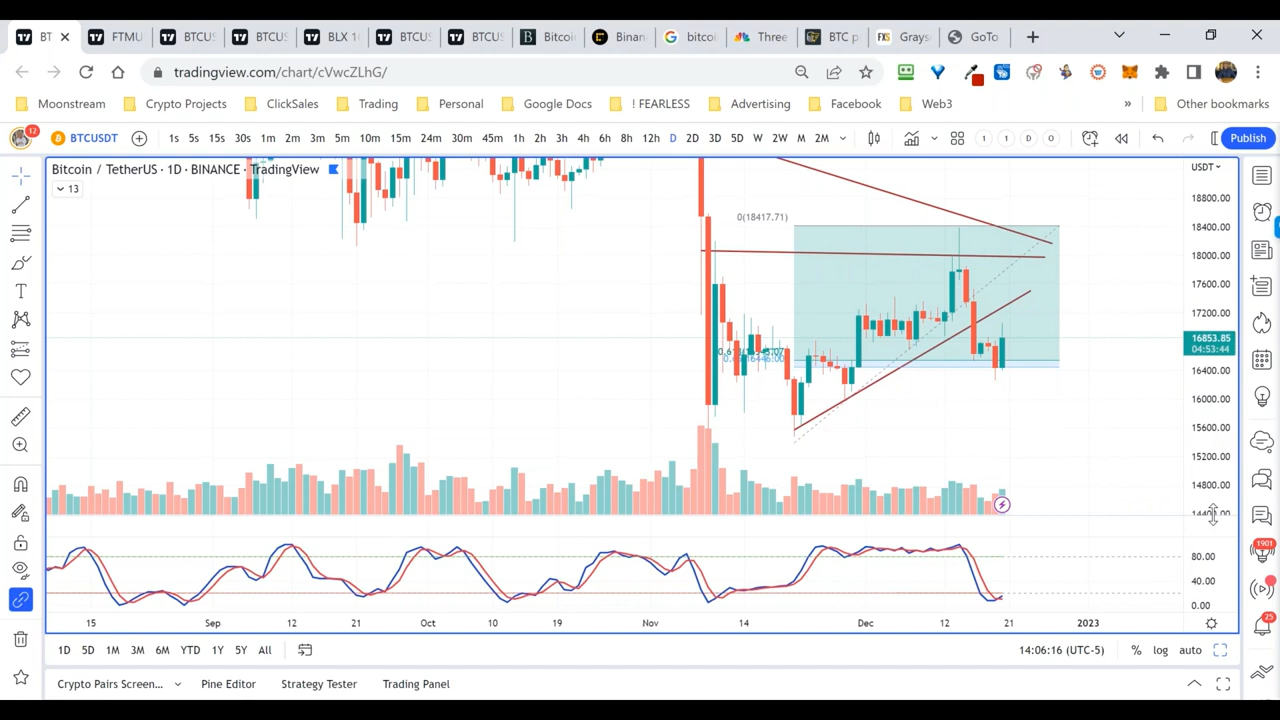 BT FTMU BTCUS BTCUS BLX 1 BTCUS BTCUS Bitcoi Binan bitcoi Three BTC p Grays GoTo
tradingview.com/chart/cVwcZLhG/
Moonstream Crypto Projects ClickSales Trading Personal Google Docs ! FEARLESS Advertising Facebook Web3 » Other bookmarks
12 BTCUSDT 1s 5s 15s 30s 1m 2m 3m 5m 10m 15m 24m 30m 45m 1h 2h 3h 4h 6h 8h 12h D 2D 3D 5D W 2W M 2M 1 1 D O Publish
Bitcoin / TetherUS · 1D · BINANCE · TradingView
USDT
13
18800.00
0(18417.71)
18400.00
18000.00
17600.00
17200.00
16853.85
04:53:44
16400.00
16000.00
15600.00
15200.00
14800.00
80.00
1901
40.00
0.00
15 Sep 12 21 Oct 10 19 Nov 14 Dec 12 21 2023
25
1D 5D 1M 3M 6M YTD 1Y 5Y All 14:06:16 (UTC-5) % log auto
Crypto Pairs Screen... Pine Editor Strategy Tester Trading Panel